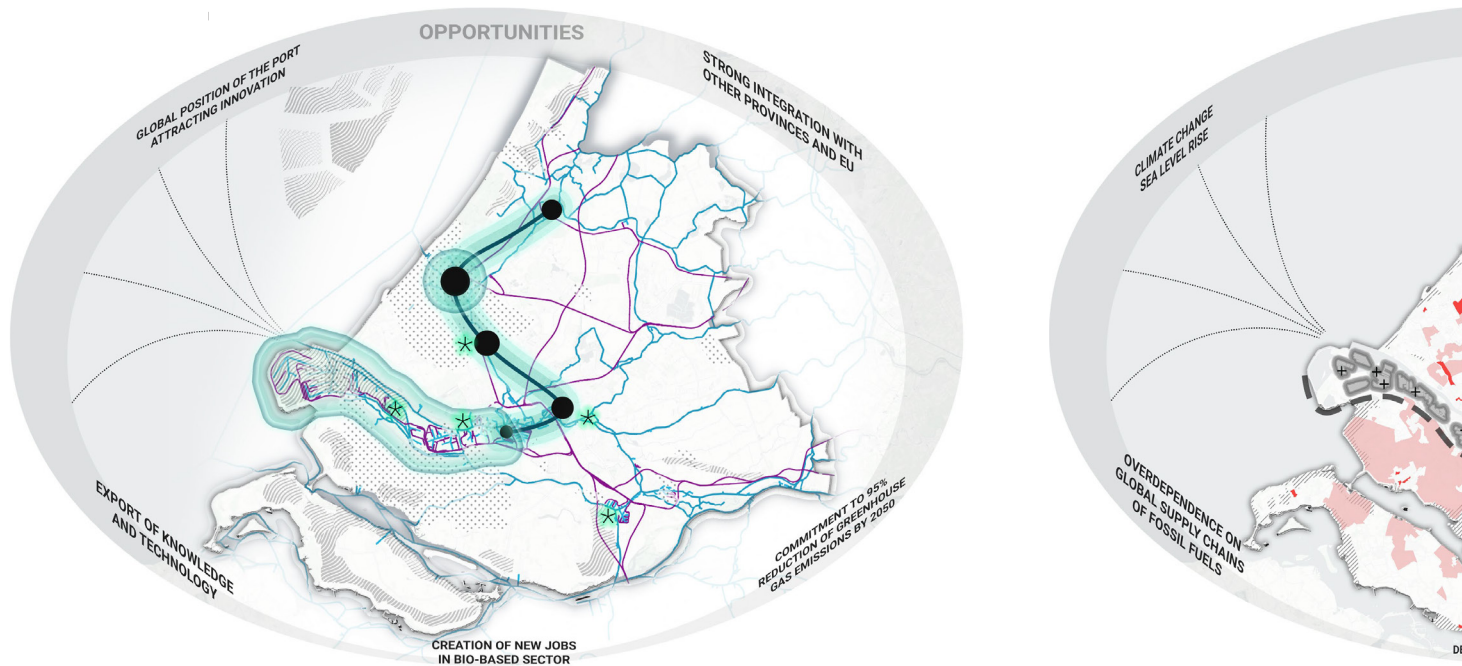 OPPORTUNITIES
GLOBAL POSITION OF THE PORT
ATTRACTING INNOVATION
STRONG INTEGRATION WITH
OTHER PROVINCES AND EU
EXPORT OF KNOWLEDGE
AND TECHNOLOGY
COMMITMENT TO 95%
REDUCTION OF GREENHOUSE
GAS EMISSIONS BY 2050
CREATION OF NEW JOBS
IN BIO-BASED SECTOR
CLIMATE CHANGE
SEA LEVEL RISE
OVERDEPENDENCE ON
GLOBAL SUPPLY CHAINS
OF FOSSIL FUELS